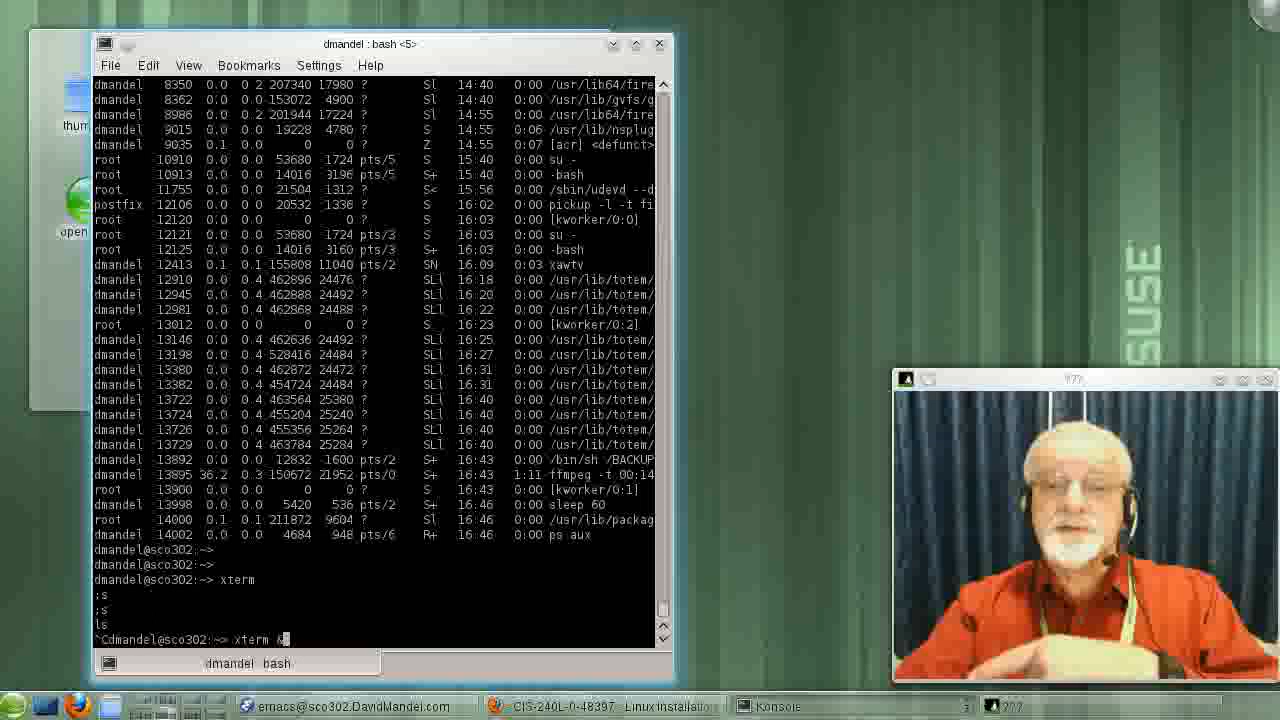 dmandel : bash <5>
File Edit View Bookmarks Settings Help
dmandel 8350 0.0 0.2 207340 17980 ? Sl 14:40 0:00 /usr/lib64/fire
dmandel 8362 0.0 0.0 153072 4900 ? Sl 14:40 0:00 /usr/lib/gvfs/g
dmandel 8986 0.0 0.2 201944 17224 ? Sl 14:55 0:00 /usr/lib64/fire
dmandel 9015 0.0 0.0 19228 4780 ? S 14:55 0:06 /usr/lib/nsplug
dmandel 9035 0.1 0.0 0 0 ? Z 14:55 0:07 [acr] <defunct>
root 10910 0.0 0.0 53680 1724 pts/5 S 15:40 0:00 su -
root 10913 0.0 0.0 14016 3196 pts/5 S+ 15:40 0:00 -bash
root 11755 0.0 0.0 21504 1312 ? S< 15:56 0:00 /sbin/udevd --d
postfix 12106 0.0 0.0 20532 1336 ? S 16:02 0:00 pickup -l -t fi
root 12120 0.0 0.0 0 0 ? S 16:03 0:00 [kworker/0:0]
root 12121 0.0 0.0 53680 1724 pts/3 S 16:03 0:00 su -
root 12125 0.0 0.0 14016 3160 pts/3 S+ 16:03 0:00 -bash
dmandel 12413 0.1 0.1 155808 11040 pts/2 SN 16:09 0:03 xawtv
dmandel 12910 0.0 0.4 462896 24476 ? SLl 16:18 0:00 /usr/lib/totem/
dmandel 12945 0.0 0.4 462888 24492 ? SLl 16:20 0:00 /usr/lib/totem/
dmandel 12981 0.0 0.4 462868 24488 ? SLl 16:22 0:00 /usr/lib/totem/
root 13012 0.0 0.0 0 0 ? S 16:23 0:00 [kworker/0:2]
dmandel 13146 0.0 0.4 462636 24492 ? SLl 16:25 0:00 /usr/lib/totem/
dmandel 13198 0.0 0.4 528416 24484 ? SLl 16:27 0:00 /usr/lib/totem/
dmandel 13380 0.0 0.4 462872 24472 ? SLl 16:31 0:00 /usr/lib/totem/
dmandel 13382 0.0 0.4 454724 24484 ? SLl 16:31 0:00 /usr/lib/totem/
dmandel 13722 0.0 0.4 463564 25380 ? SLl 16:40 0:00 /usr/lib/totem/
dmandel 13724 0.0 0.4 455204 25240 ? SLl 16:40 0:00 /usr/lib/totem/
dmandel 13726 0.0 0.4 455356 25264 ? SLl 16:40 0:00 /usr/lib/totem/
dmandel 13729 0.0 0.4 463784 25284 ? SLl 16:40 0:00 /usr/lib/totem/
dmandel 13892 0.0 0.0 12832 1600 pts/2 S+ 16:43 0:00 /bin/sh /BACKUP
dmandel 13895 36.2 0.3 150672 21952 pts/0 S+ 16:43 1:11 ffmpeg -t 00:14
root 13900 0.0 0.0 0 0 ? S 16:43 0:00 [kworker/0:1]
dmandel 13998 0.0 0.0 5420 536 pts/2 S+ 16:46 0:00 sleep 60
root 14000 0.1 0.1 211872 9604 ? Sl 16:46 0:00 /usr/lib/packag
dmandel 14002 0.0 0.0 4684 948 pts/6 R+ 16:46 0:00 ps aux
dmandel@sco302:~>
dmandel@sco302:~>
dmandel@sco302:~> xterm
;s
;s
ls
^Cdmandel@sco302:~> xterm &
dmandel bash
thum
open
SUSE
???
sco302.DavidMandel.com
CIS-240L-0-48397 Linux Installation
Konsole
3
???